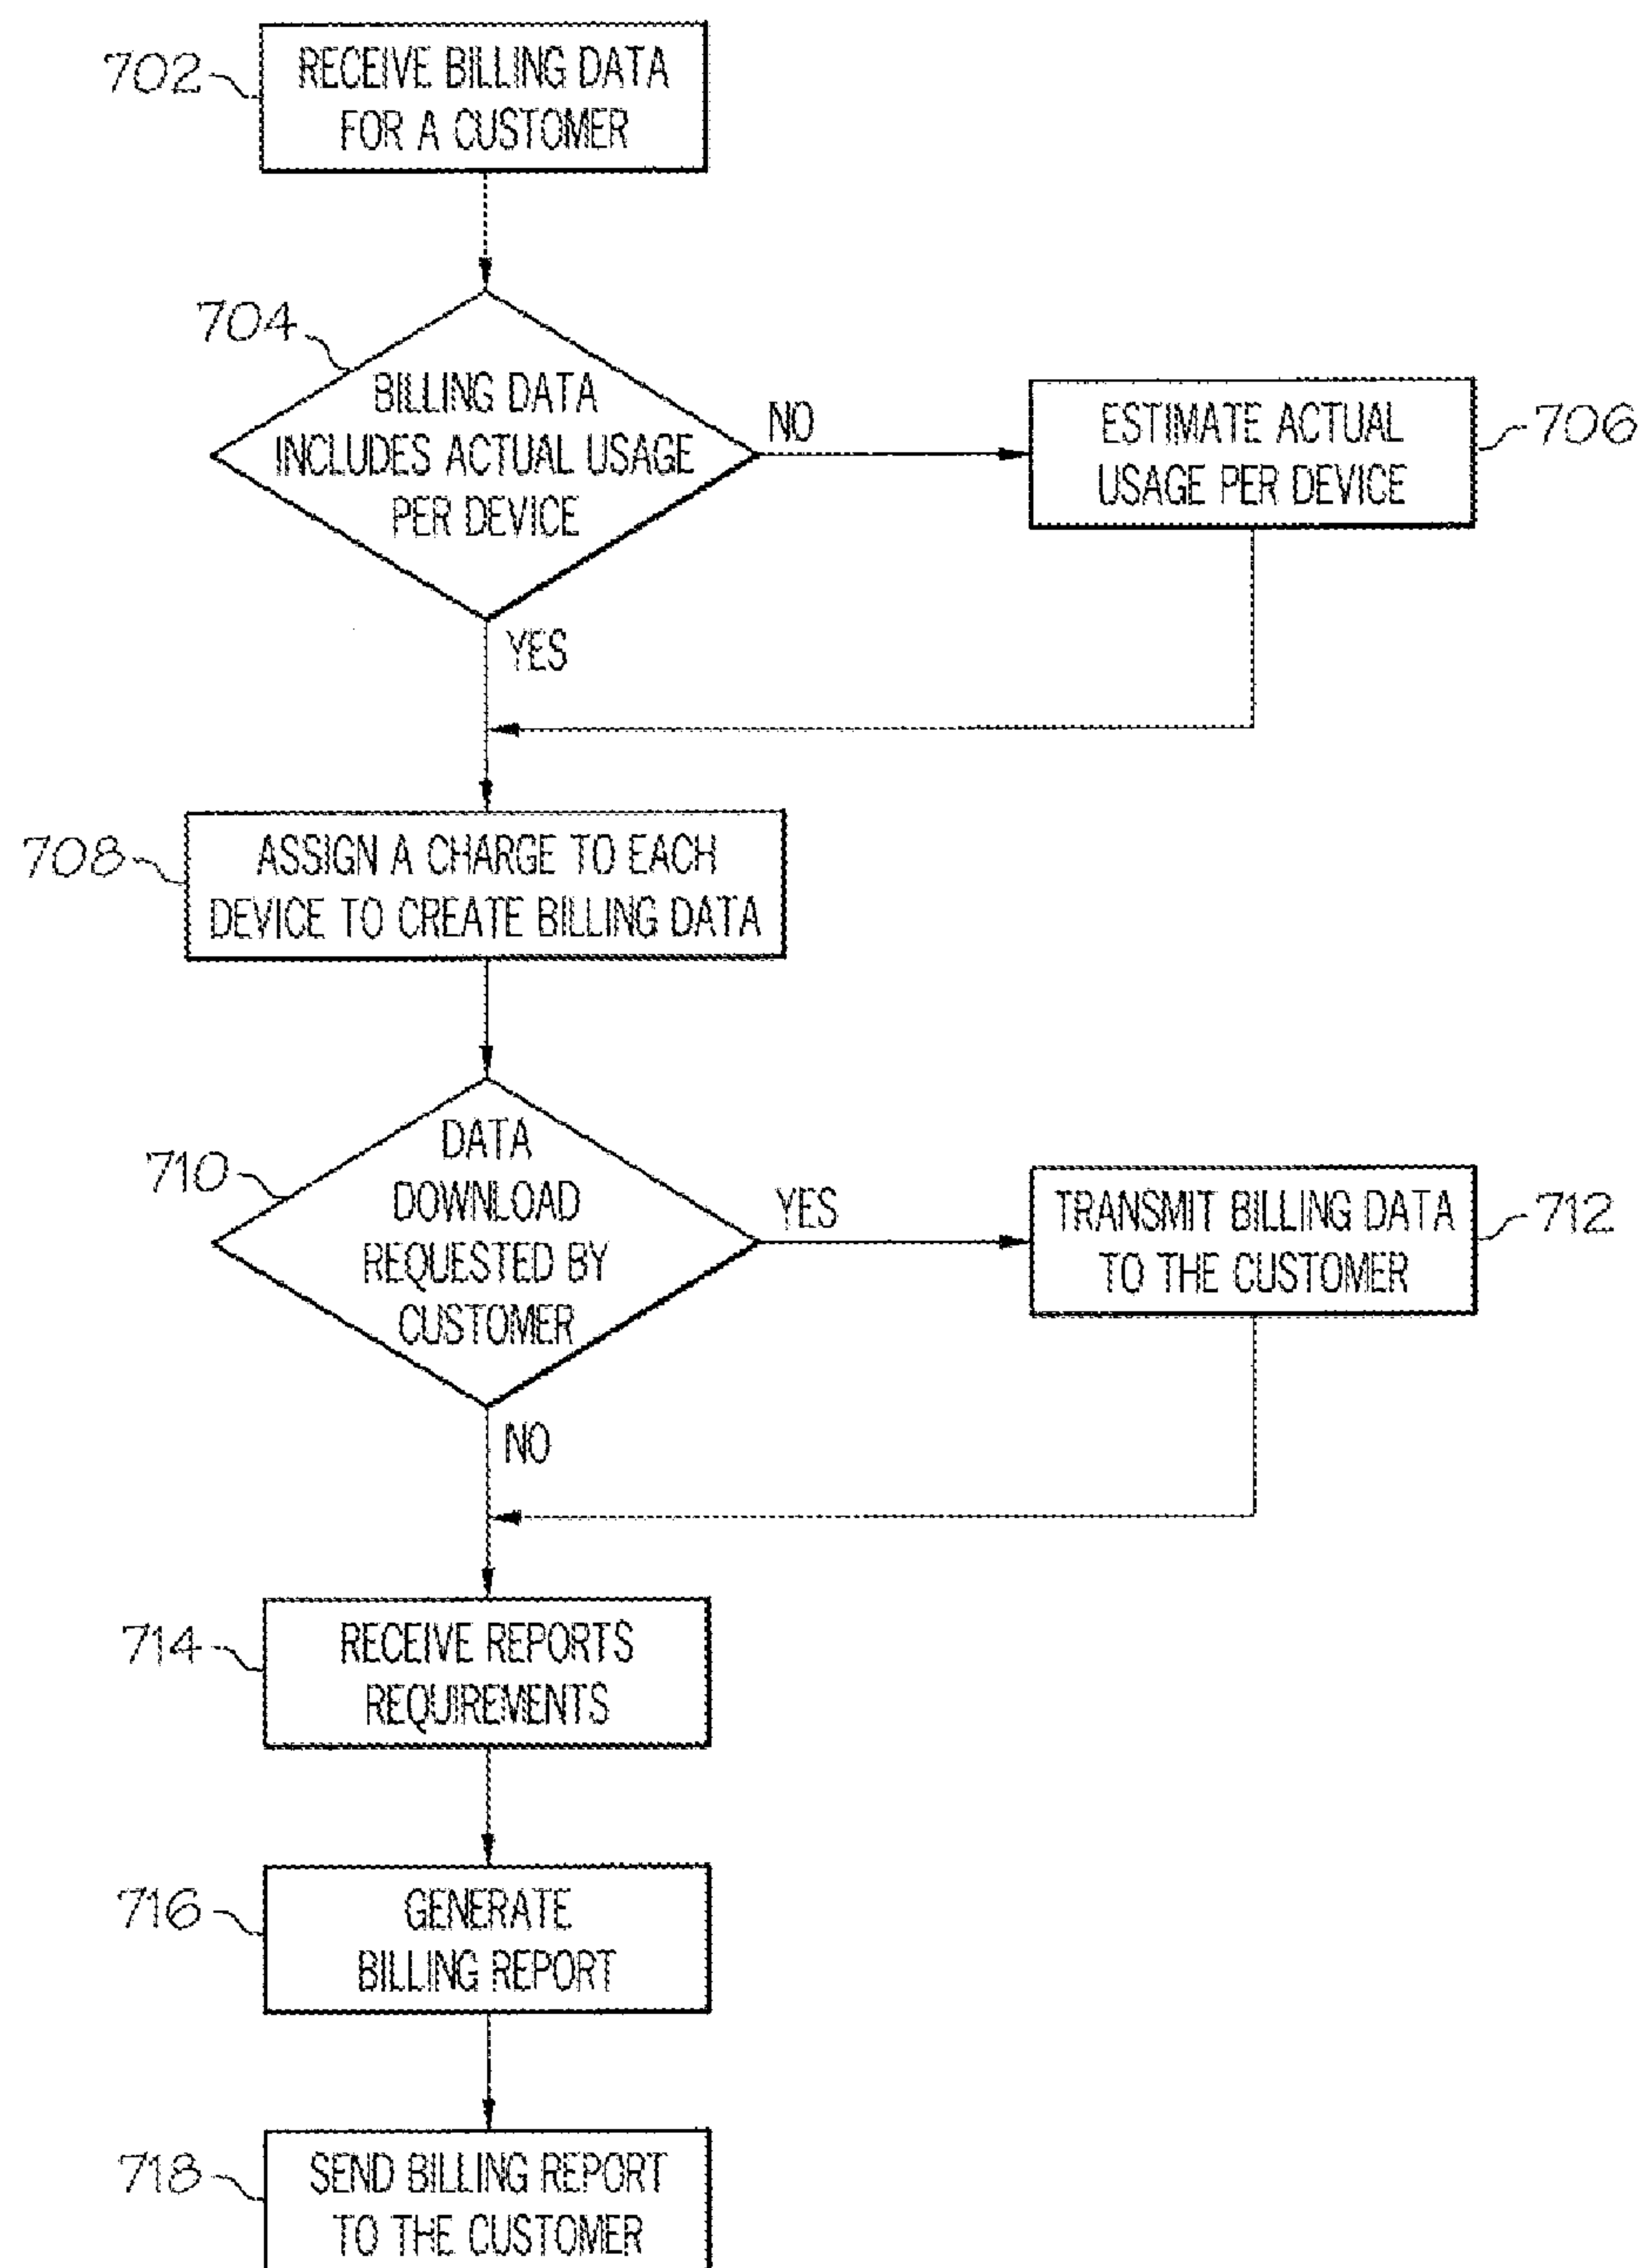 702
RECEIVE BILLING DATA
FOR A CUSTOMER
704
BILLING DATA
INCLUDES ACTUAL USAGE
PER DEVICE
NO
ESTIMATE ACTUAL
USAGE PER DEVICE
706
YES
708
ASSIGN A CHARGE TO EACH
DEVICE TO CREATE BILLING DATA
710
DATA
DOWNLOAD
REQUESTED BY
CUSTOMER
YES
TRANSMIT BILLING DATA
TO THE CUSTOMER
712
NO
714
RECEIVE REPORTS
REQUIREMENTS
716
GENERATE
BILLING REPORT
718
SEND BILLING REPORT
TO THE CUSTOMER